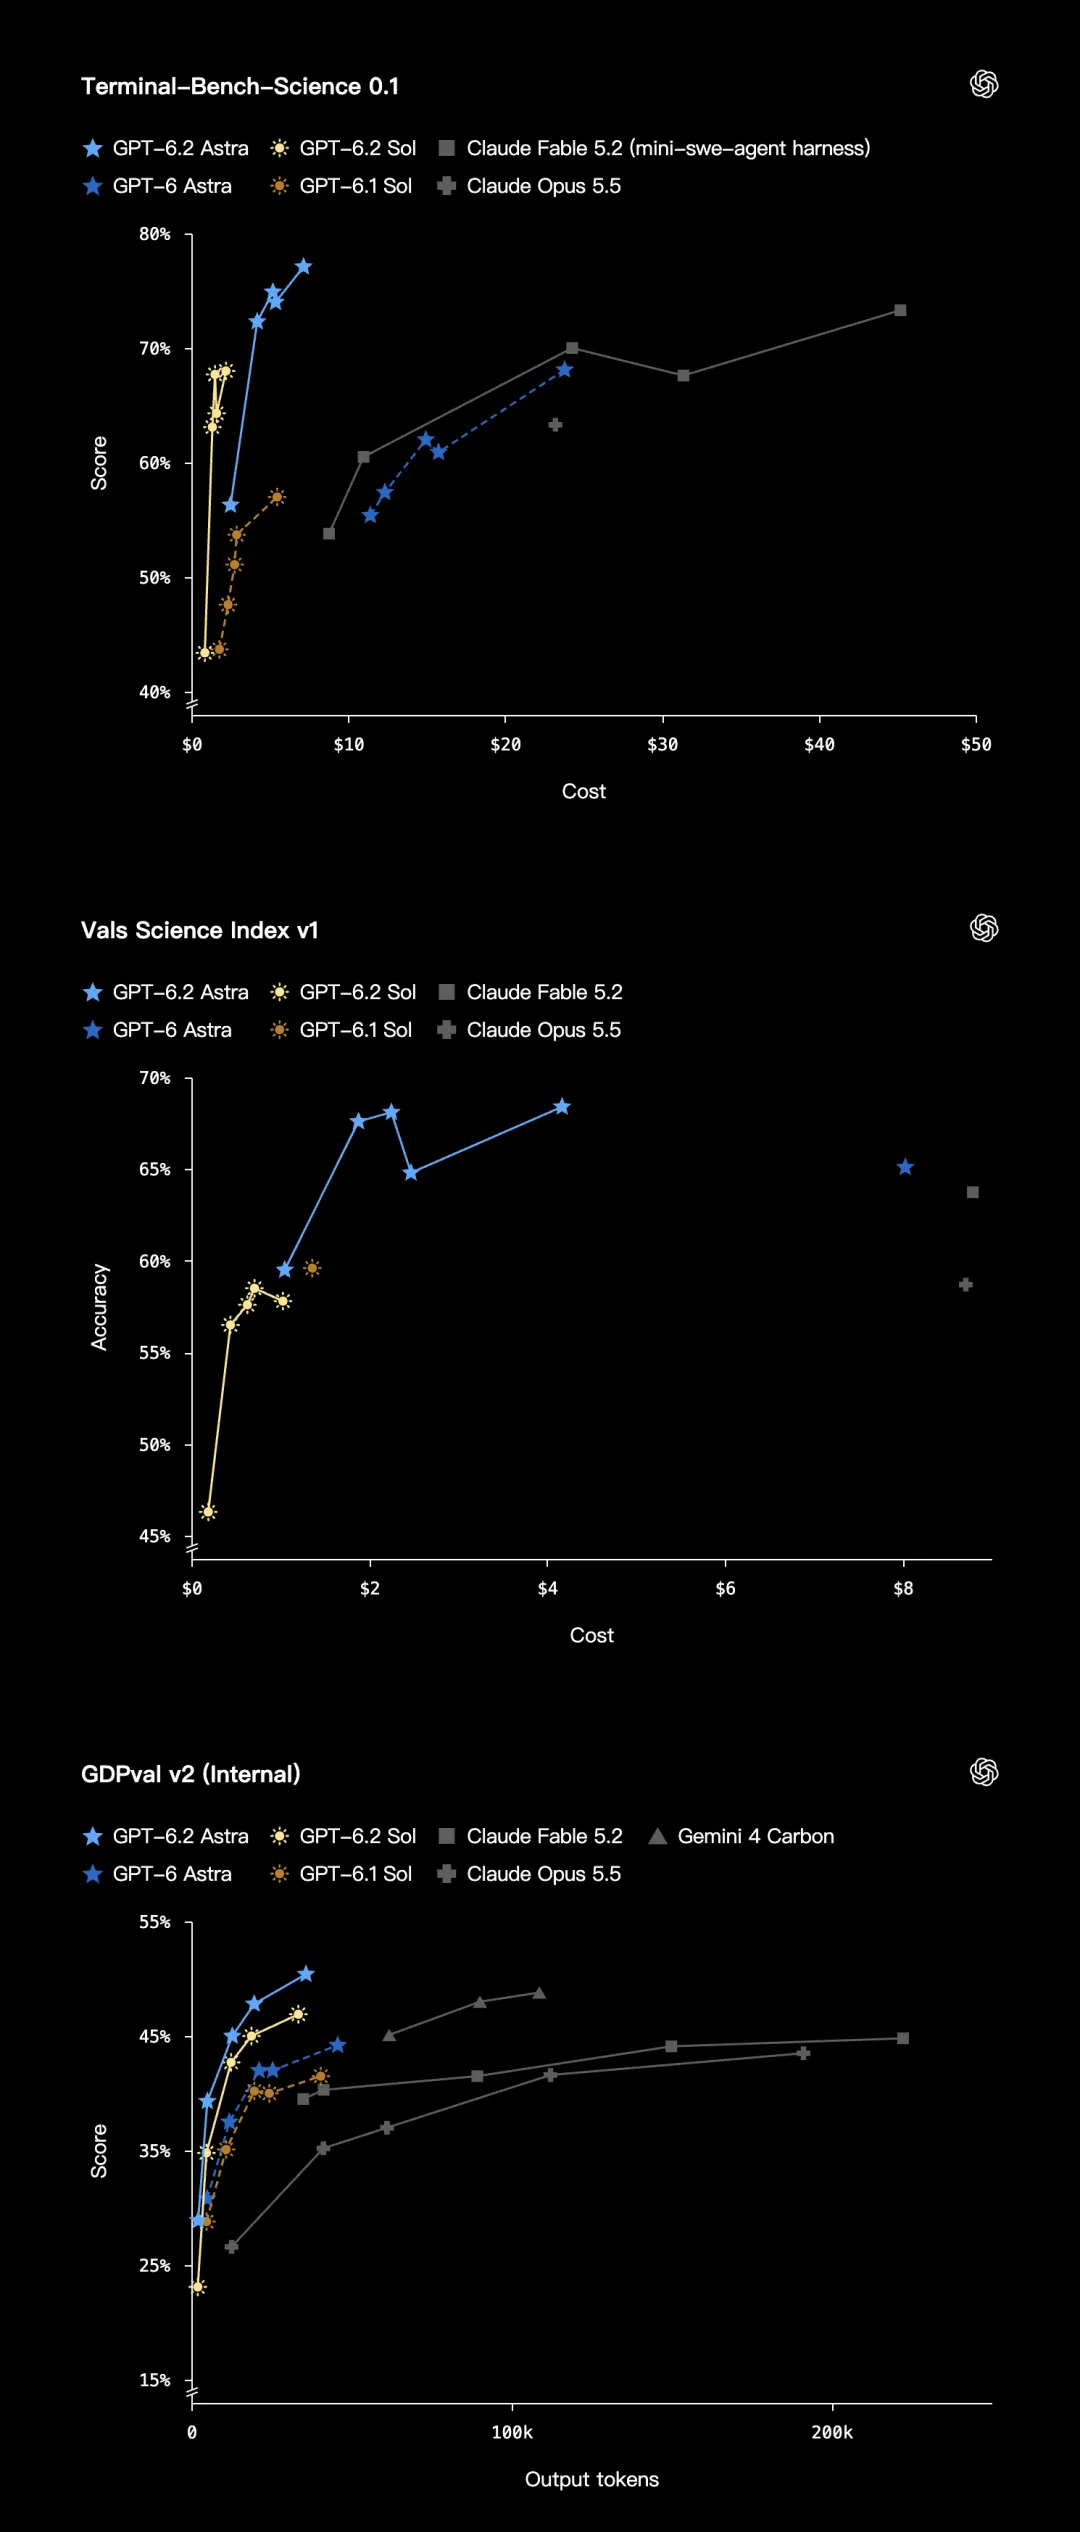 Terminal-Bench-Science 0.1
GPT-6.2 Astra GPT-6.2 Sol Claude Fable 5.2 (mini-swe-agent harness)
GPT-6 Astra GPT-6.1 Sol Claude Opus 5.5
80%
70%
60%
50%
40%
Score
$0 $10 $20 $30 $40 $50
Cost
Vals Science Index v1
GPT-6.2 Astra GPT-6.2 Sol Claude Fable 5.2
GPT-6 Astra GPT-6.1 Sol Claude Opus 5.5
70%
65%
60%
55%
50%
45%
Accuracy
$0 $2 $4 $6 $8
Cost
GDPval v2 (Internal)
GPT-6.2 Astra GPT-6.2 Sol Claude Fable 5.2 Gemini 4 Carbon
GPT-6 Astra GPT-6.1 Sol Claude Opus 5.5
55%
45%
35%
25%
15%
Score
0 100k 200k
Output tokens